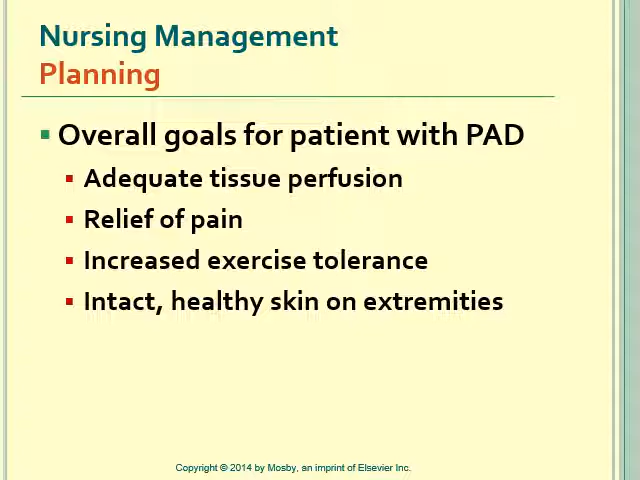 Nursing Management
Planning
Overall goals for patient with PAD
Adequate tissue perfusion
Relief of pain
Increased exercise tolerance
Intact, healthy skin on extremities
Copyright © 2014 by Mosby, an imprint of Elsevier Inc.